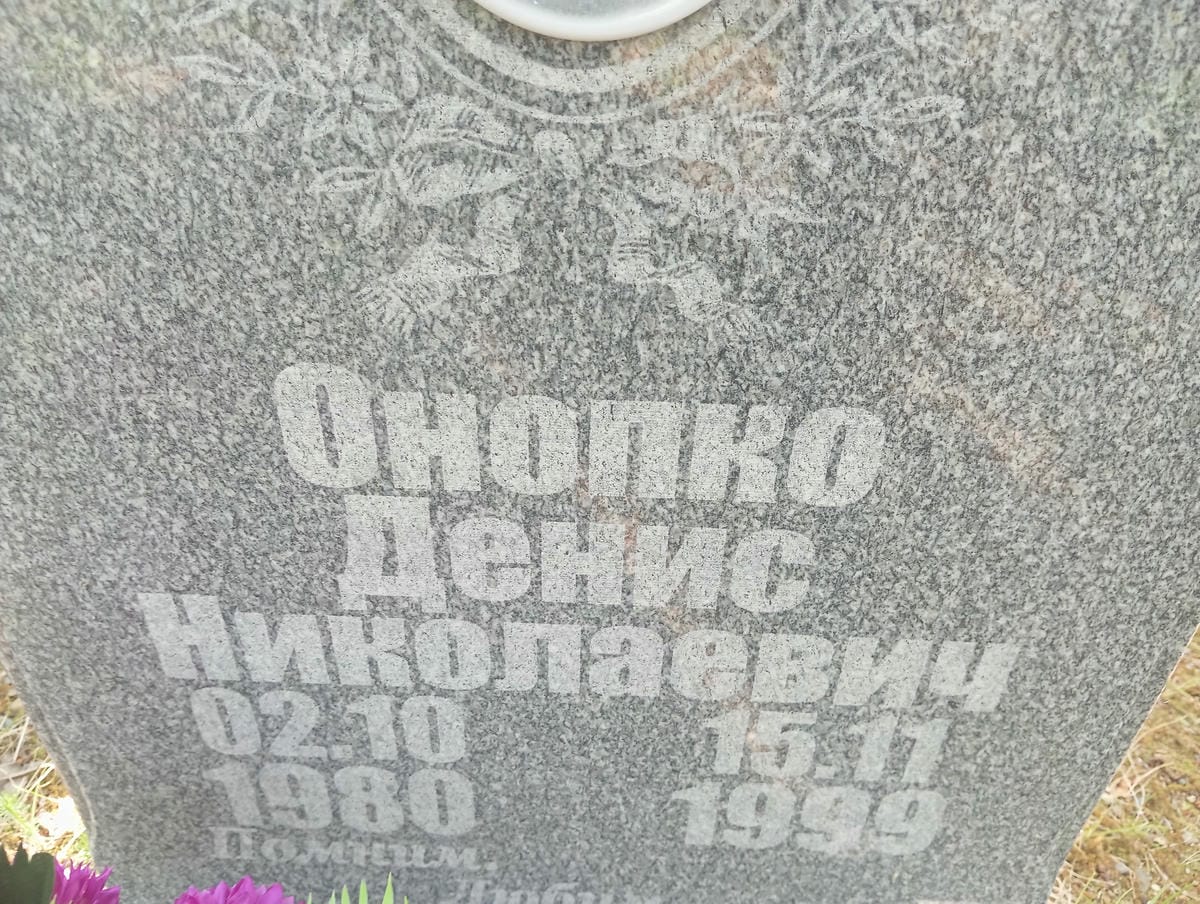 Онопко
Денис
Николаевич
02.10 15.11
1980 1999
Помним,